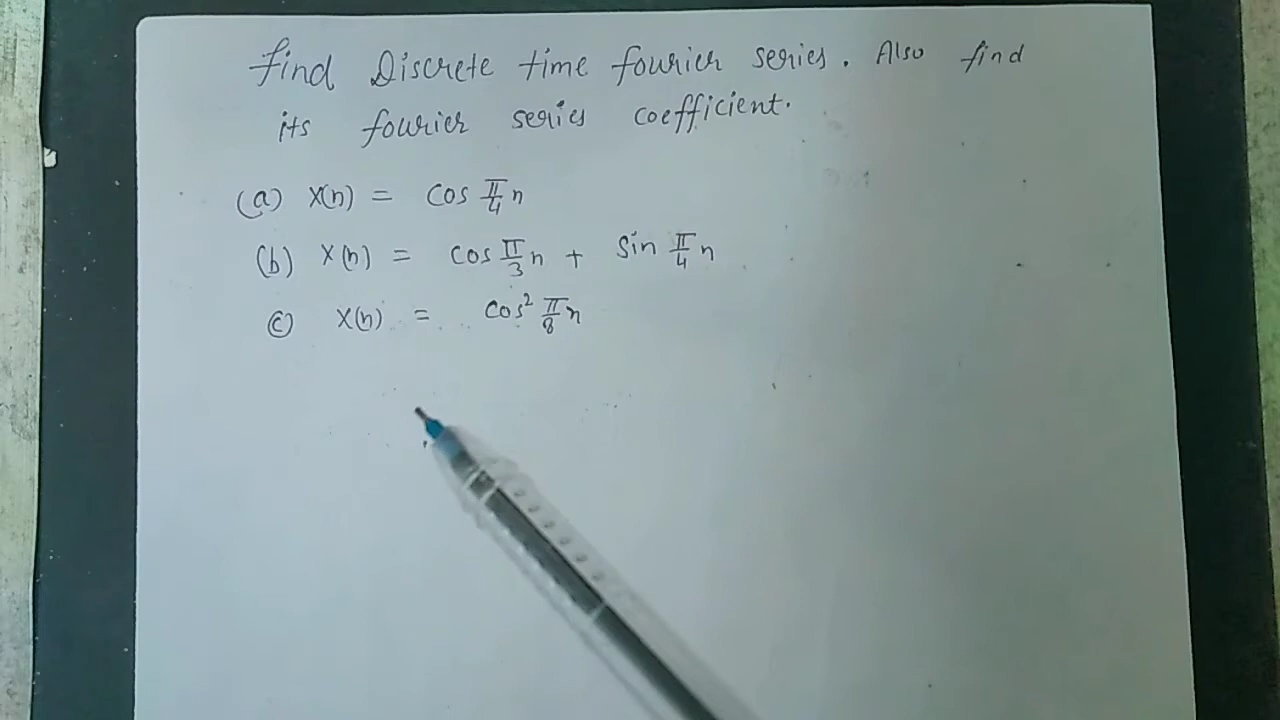 find Discrete time fourier series. Also find
its fourier series coefficient.
(a) x(n) = cos π/4 n
(b) x(n) = cos π/3 n + sin π/4 n
(c) x(n) = cos² π/8 n